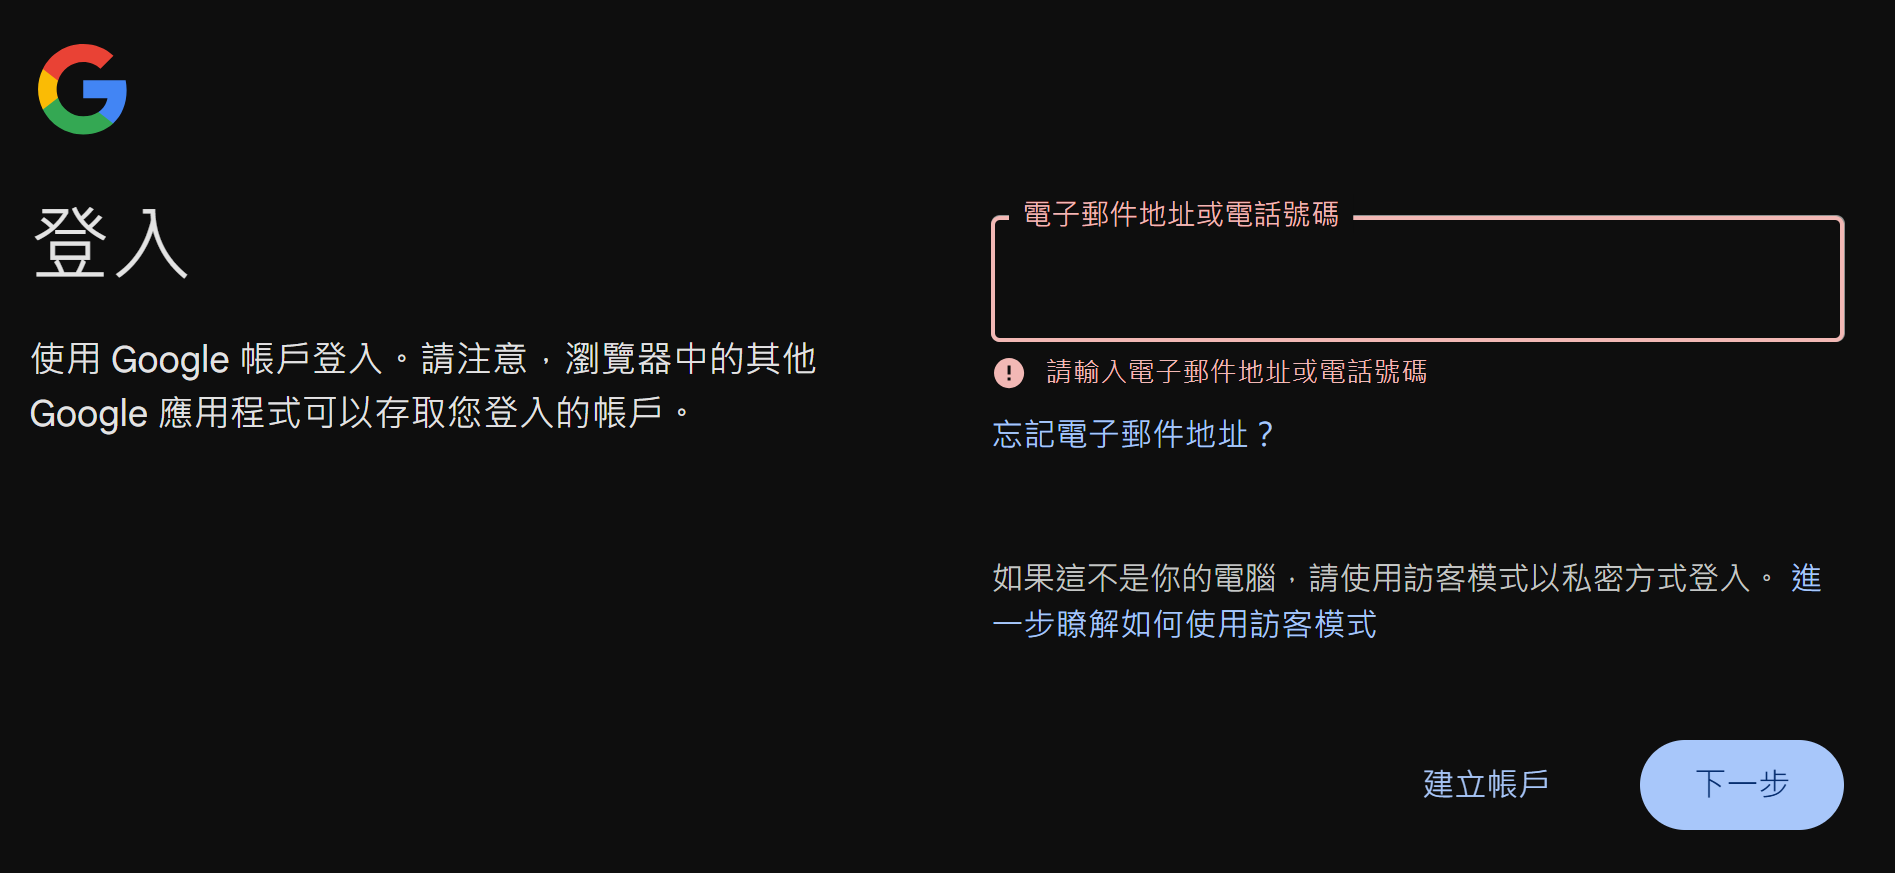 登入
使用 Google 帳戶登入。請注意，瀏覽器中的其他
Google 應用程式可以存取您登入的帳戶。
電子郵件地址或電話號碼
請輸入電子郵件地址或電話號碼
忘記電子郵件地址？
如果這不是你的電腦，請使用訪客模式以私密方式登入。 進
一步瞭解如何使用訪客模式
建立帳戶
下一步